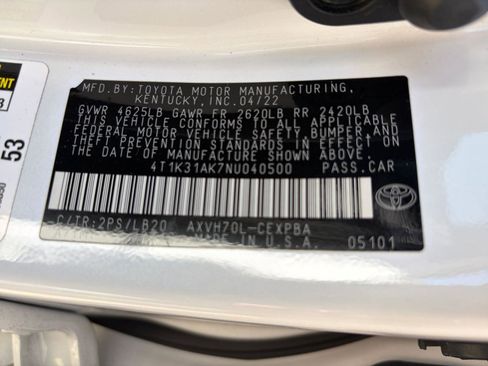 MFD. BY: TOYOTA MOTOR MANUFACTURING,
KENTUCKY, INC. 04/22
GVWR 4625LB GAWR FR 2620LB RR 2420LB
THIS VEHICLE CONFORMS TO ALL APPLICABLE
FEDERAL MOTOR VEHICLE SAFETY, BUMPER, AND
THEFT PREVENTION STANDARDS IN EFFECT ON
THE DATE OF MANUFACTURE SHOWN ABOVE.
4T1K31AK7NU040500 PASS.CAR
C/TR:2PS/LB20 AXVH70L-CEXPBA
MADE IN U.S.A. 05101
53